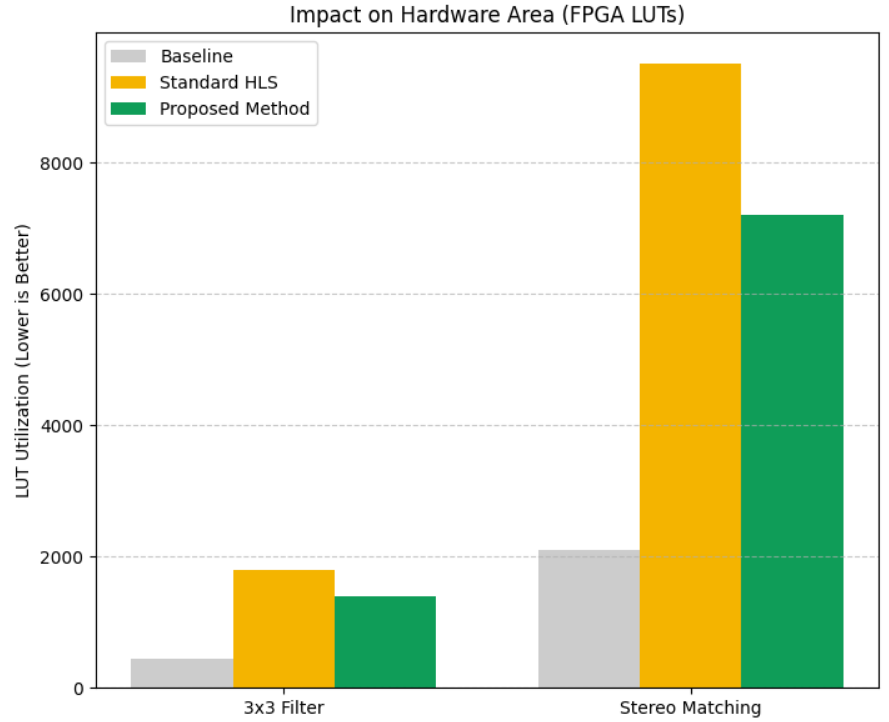 Impact on Hardware Area (FPGA LUTs)
Baseline
Standard HLS
Proposed Method
LUT Utilization (Lower is Better)
8000
6000
4000
2000
0
3x3 Filter
Stereo Matching